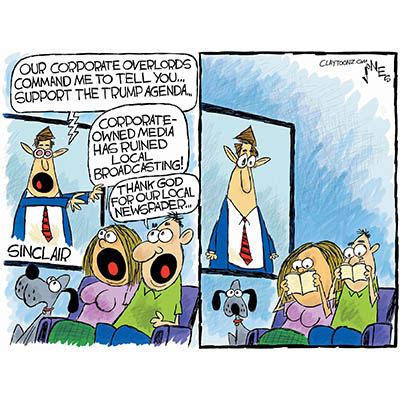 OUR CORPORATE OVERLORDS
COMMAND ME TO TELL YOU...
SUPPORT THE TRUMP AGENDA...
CORPORATE-
OWNED MEDIA
HAS RUINED
LOCAL
BROADCASTING!
THANK GOD
FOR OUR LOCAL
NEWSPAPER...
SINCLAIR
CLAYTOONZ.COM
JONES